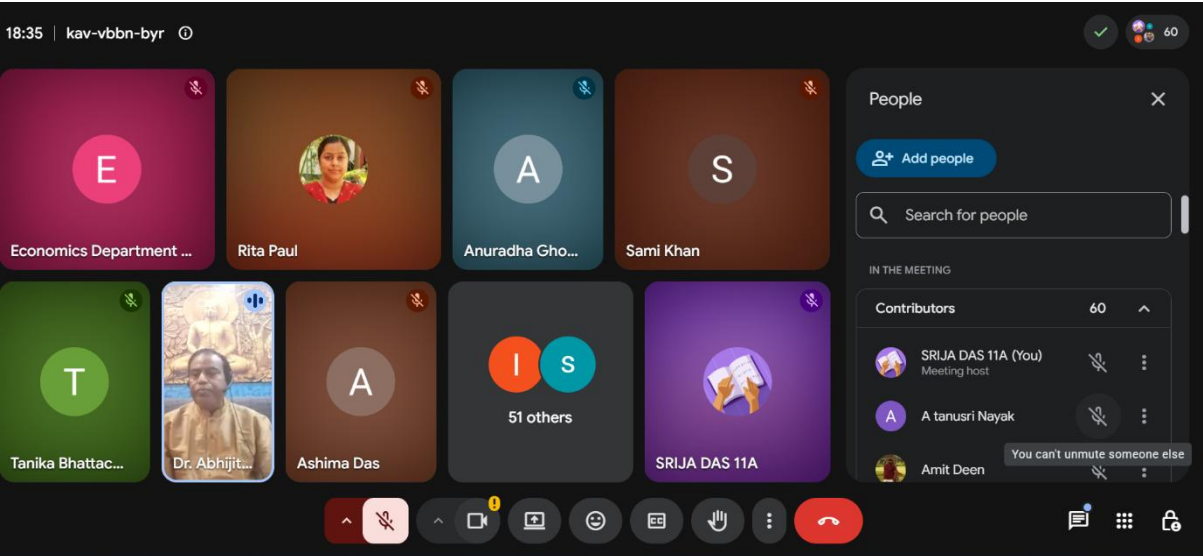 18:35 | kav-vbbn-byr
60
E
Economics Department ...
Rita Paul
A
Anuradha Gho...
S
Sami Khan
T
Tanika Bhattac...
Dr. Abhijit...
A
Ashima Das
I S
51 others
SRIJA DAS 11A
People
Add people
Search for people
IN THE MEETING
Contributors 60
SRIJA DAS 11A (You)
Meeting host
A
A tanusri Nayak
You can't unmute someone else
Amit Deen
CC